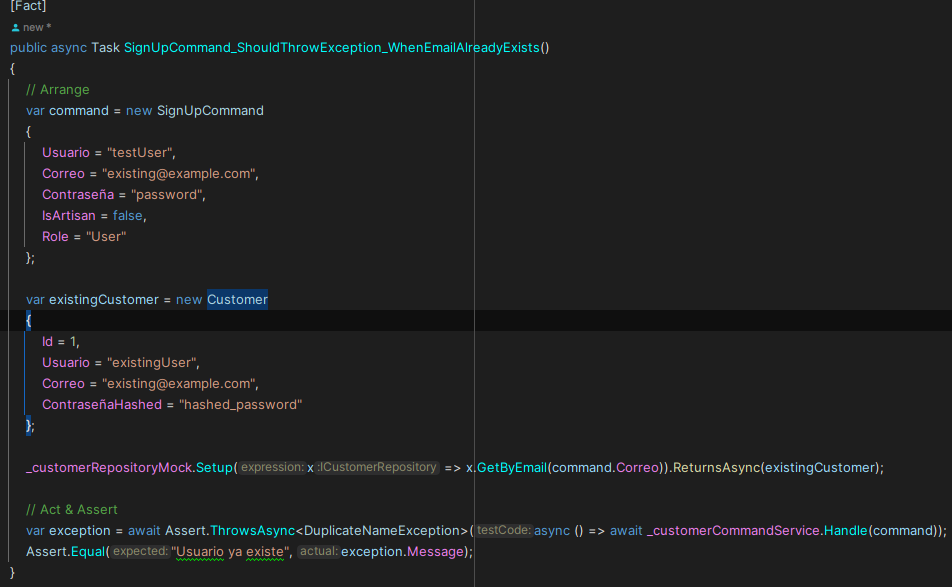 [Fact]
new *
public async Task SignUpCommand_ShouldThrowException_WhenEmailAlreadyExists()
{
// Arrange
var command = new SignUpCommand
{
Usuario = "testUser",
Correo = "existing@example.com",
Contraseña = "password",
IsArtisan = false,
Role = "User"
};
var existingCustomer = new Customer
{
Id = 1,
Usuario = "existingUser",
Correo = "existing@example.com",
ContraseñaHashed = "hashed_password"
};
_customerRepositoryMock.Setup( expression: x :ICustomerRepository => x.GetByEmail(command.Correo)).ReturnsAsync(existingCustomer);
// Act & Assert
var exception = await Assert.ThrowsAsync<DuplicateNameException>( testCode: async () => await _customerCommandService.Handle(command));
Assert.Equal( expected: "Usuario ya existe", actual: exception.Message);
}